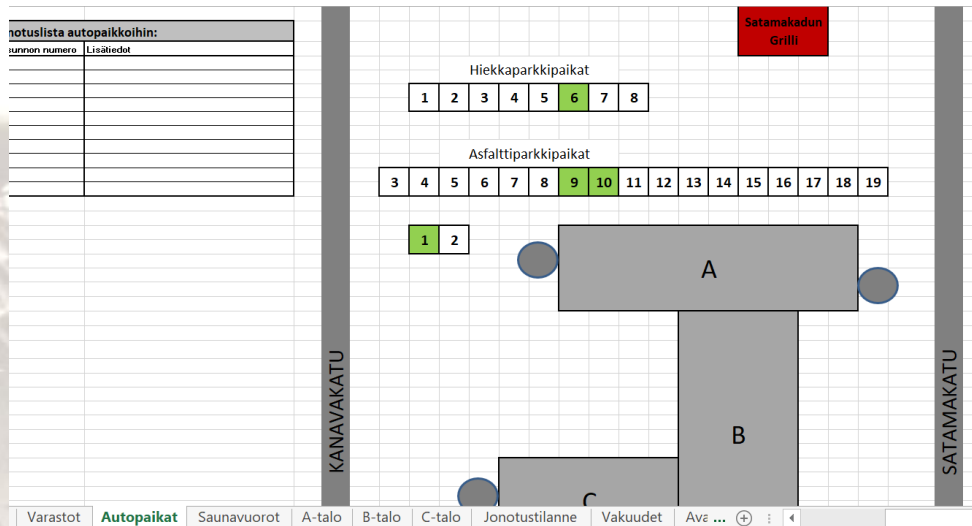 notuslista autopaikkoihin:
unnon numero Lisätiedot
Satamakadun
Grilli
Hiekkaparkkipaikat
1 2 3 4 5 6 7 8
Asfalttiparkkipaikat
3 4 5 6 7 8 9 10 11 12 13 14 15 16 17 18 19
1 2
A
B
C
KANAVAKATU
SATAMAKATU
Varastot Autopaikat Saunavuorot A-talo B-talo C-talo Jonotustilanne Vakuudet Ava ...